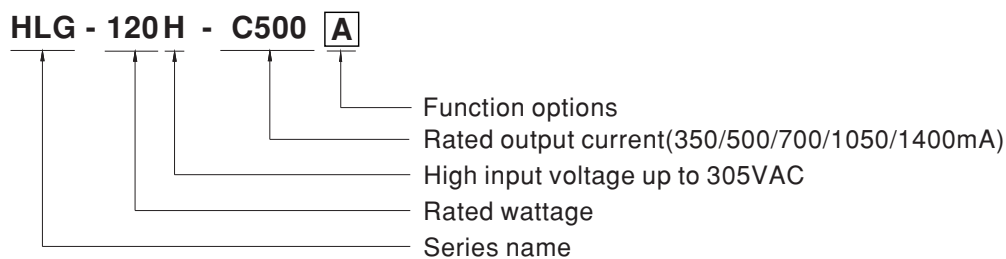 HLG - 120 H - C500 A
Function options
Rated output current(350/500/700/1050/1400mA)
High input voltage up to 305VAC
Rated wattage
Series name